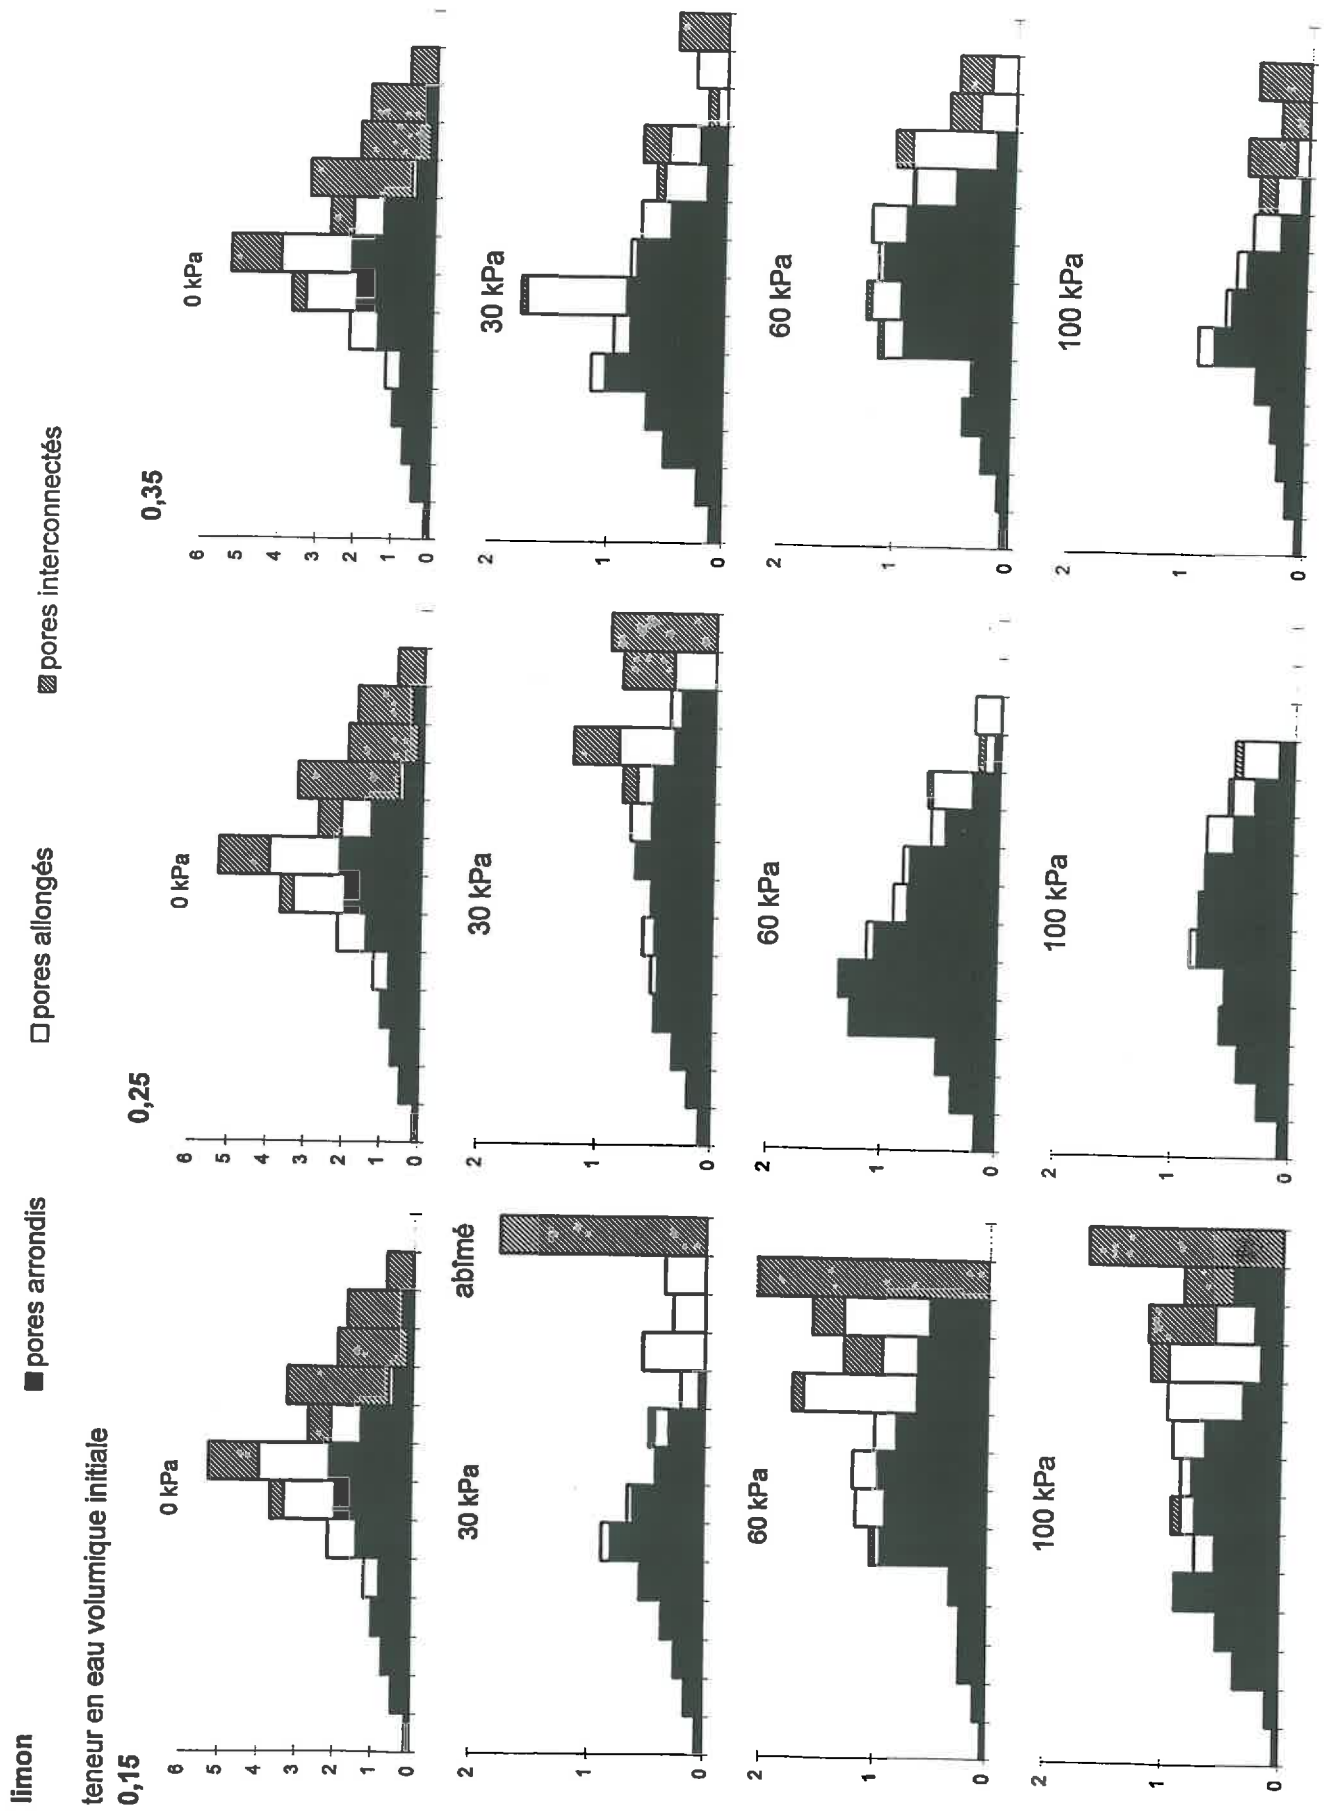 limon
pores arrondis
pores allongés
pores interconnectés
teneur en eau volumique initiale
0,15
0,25
0,35
0 kPa
6
5
4
3
2
1
0
0 kPa
6
5
4
3
2
1
0
0 kPa
6
5
4
3
2
1
0
30 kPa
abîmé
2
1
0
30 kPa
2
1
0
30 kPa
2
1
0
60 kPa
2
1
0
60 kPa
2
1
0
60 kPa
2
1
0
100 kPa
2
1
0
100 kPa
2
1
0
100 kPa
2
1
0